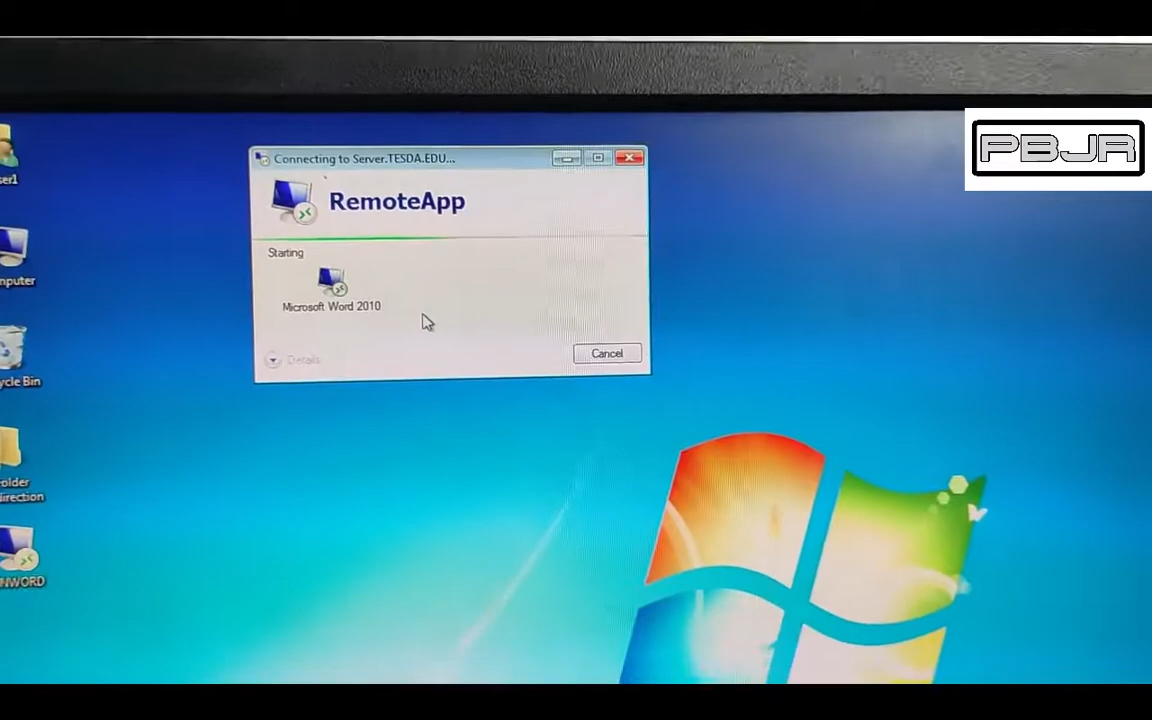 PBJR
Connecting to Server.TESDA.EDU...
RemoteApp
Starting
Microsoft Word 2010
Details
Cancel
ser1
mputer
ycle Bin
older
irection
NWORD